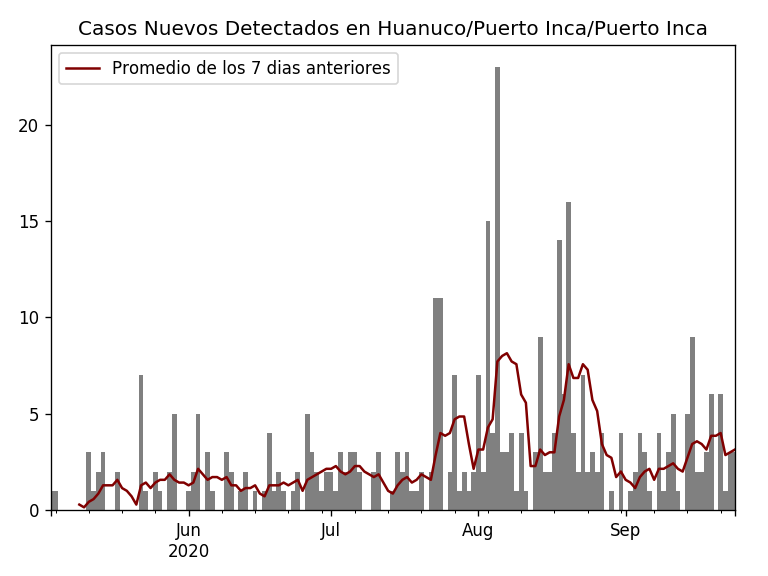 Casos Nuevos Detectados en Huanuco/Puerto Inca/Puerto Inca
Promedio de los 7 dias anteriores
20
15
10
5
0
Jun
2020
Jul
Aug
Sep